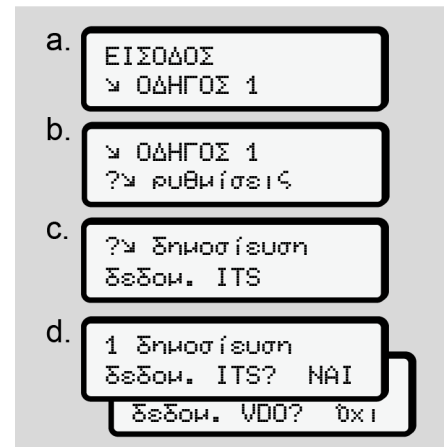 a.
ΕΙΣΟΔΟΣ
↘ ΟΔΗΓΟΣ 1
b.
↘ ΟΔΗΓΟΣ 1
?↘ ρυθμίσεις
c.
?↘ δημοσίευση
δεδομ. ITS
d.
1 δημοσίευση
δεδομ. ITS? ΝΑΙ
δεδομ. VDO? όχι